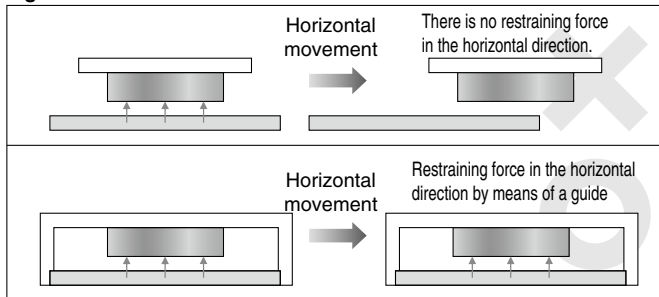 Horizontal
movement
There is no restraining force
in the horizontal direction.
Horizontal
movement
Restraining force in the horizontal
direction by means of a guide